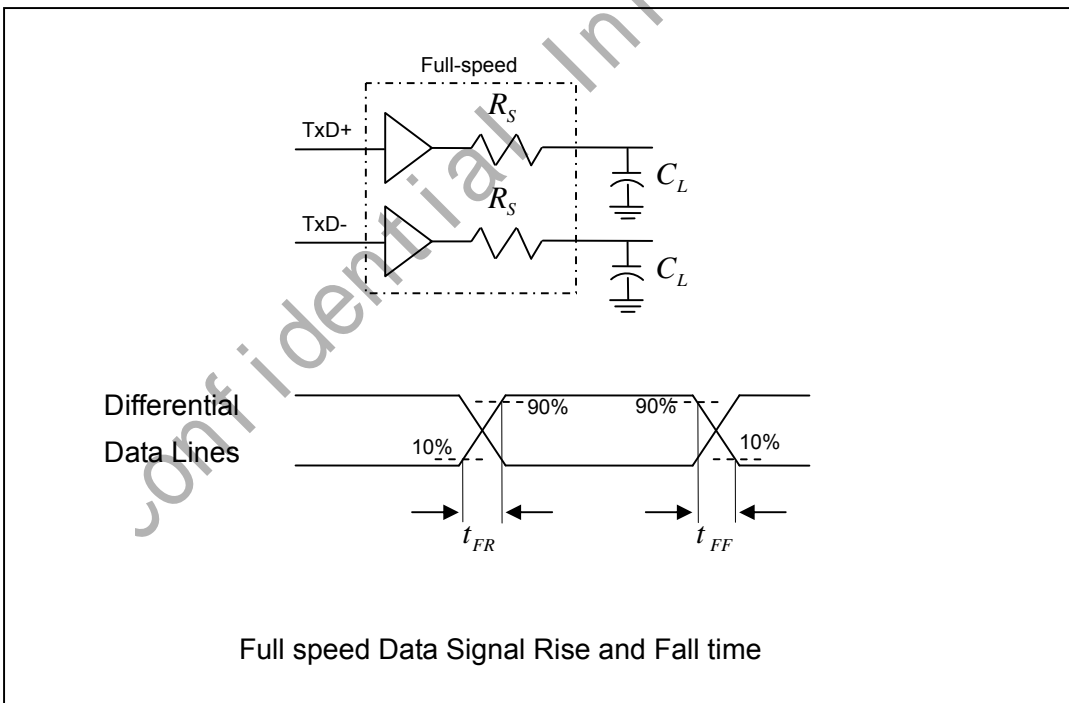 Full-speed
TxD+
R_S
C_L
TxD-
R_S
C_L
Differential
Data Lines
10%
90%
90%
10%
t_FR
t_FF
Full speed Data Signal Rise and Fall time
Confidential